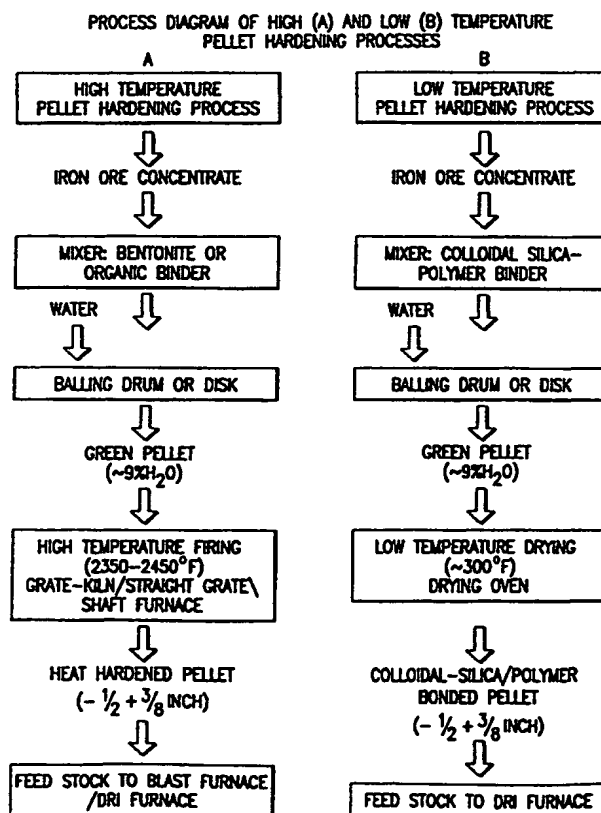 PROCESS DIAGRAM OF HIGH (A) AND LOW (B) TEMPERATURE
PELLET HARDENING PROCESSES
A
HIGH TEMPERATURE
PELLET HARDENING PROCESS
IRON ORE CONCENTRATE
MIXER: BENTONITE OR
ORGANIC BINDER
WATER
BALLING DRUM OR DISK
GREEN PELLET
(~9%H₂O)
HIGH TEMPERATURE FIRING
(2350–2450°F)
GRATE-KILN/STRAIGHT GRATE\
SHAFT FURNACE
HEAT HARDENED PELLET
(- 1/2 + 3/8 INCH)
FEED STOCK TO BLAST FURNACE
/DRI FURNACE
B
LOW TEMPERATURE
PELLET HARDENING PROCESS
IRON ORE CONCENTRATE
MIXER: COLLOIDAL SILICA-
POLYMER BINDER
WATER
BALLING DRUM OR DISK
GREEN PELLET
(~9%H₂O)
LOW TEMPERATURE DRYING
(~300°F)
DRYING OVEN
COLLOIDAL-SILICA/POLYMER
BONDED PELLET
(- 1/2 + 3/8 INCH)
FEED STOCK TO DRI FURNACE